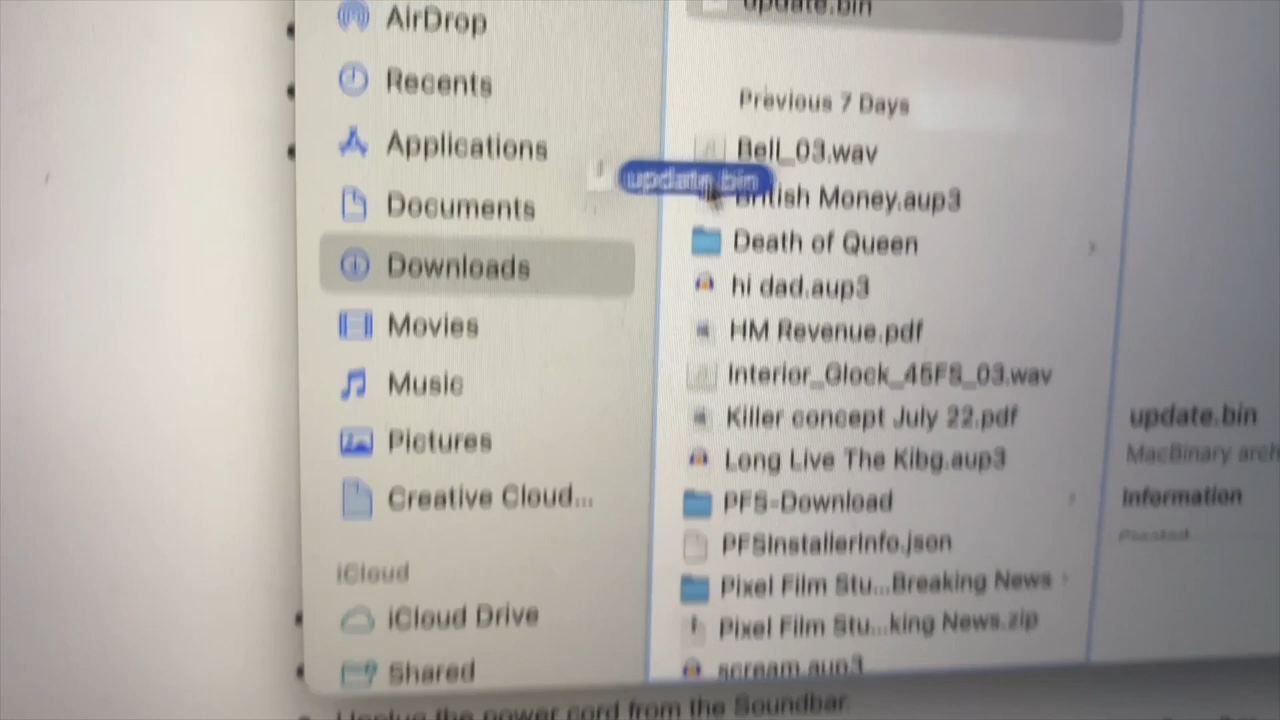 AirDrop
Recents
Applications
Documents
Downloads
Movies
Music
Pictures
Creative Cloud...
iCloud
iCloud Drive
Shared
update.bin
Previous 7 Days
Bell_03.wav
update.bin
British Money.aup3
Death of Queen
hi dad.aup3
HM Revenue.pdf
Interior_Glock_45FS_03.wav
Killer concept July 22.pdf
Long Live The Kibg.aup3
PFS-Download
PFSInstallerInfo.json
Pixel Film Stu...Breaking News
Pixel Film Stu...king News.zip
scream.aup3
update.bin
MacBinary arch
Information
Unplug the power cord from the Soundbar.